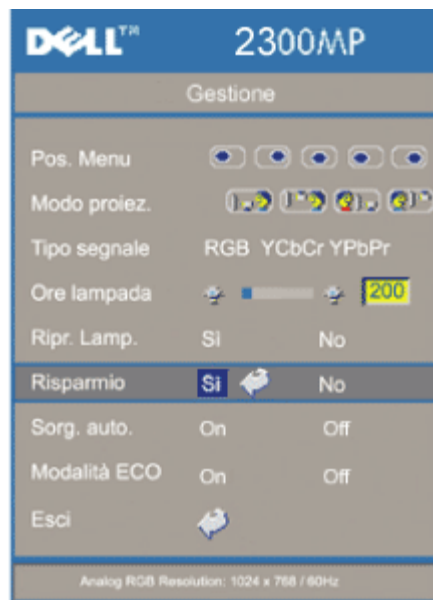 DELL™ 2300MP
Gestione
Pos. Menu
Modo proiez.
Tipo segnale RGB YCbCr YPbPr
Ore lampada 200
Ripr. Lamp. Sì No
Risparmio Sì No
Sorg. auto. On Off
Modalità ECO On Off
Esci
Analog RGB Resolution: 1024 x 768 / 60Hz